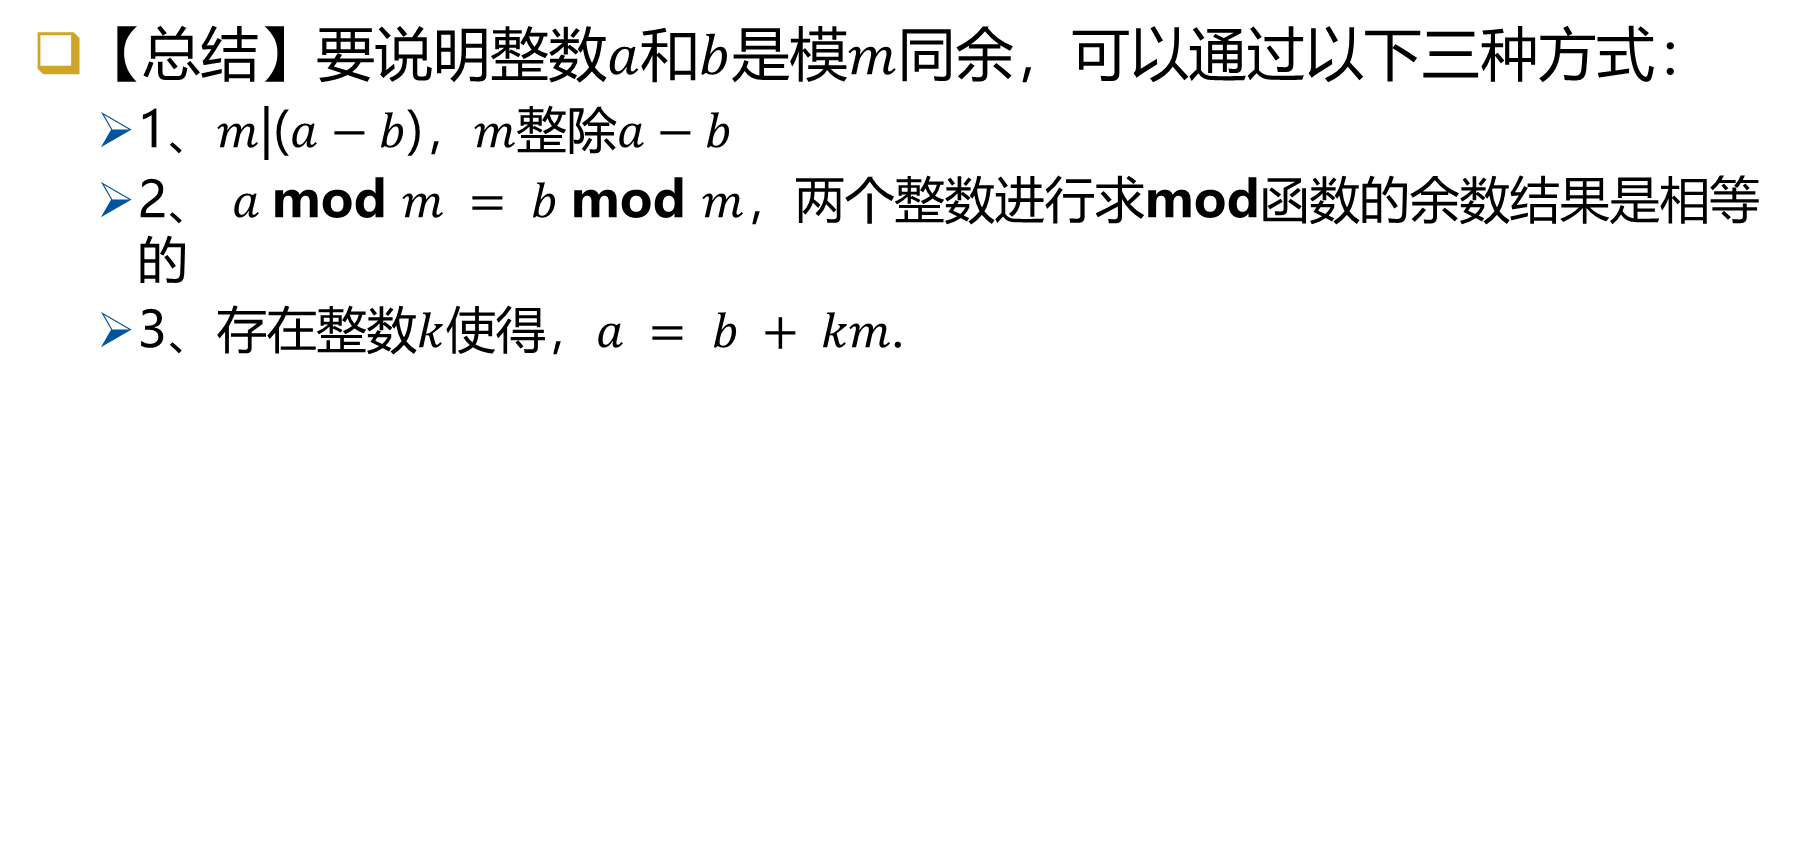 【总结】要说明整数a和b是模m同余，可以通过以下三种方式：
1、m|(a − b)，m整除a − b
2、 a mod m = b mod m，两个整数进行求mod函数的余数结果是相等
的
3、存在整数k使得，a = b + km.